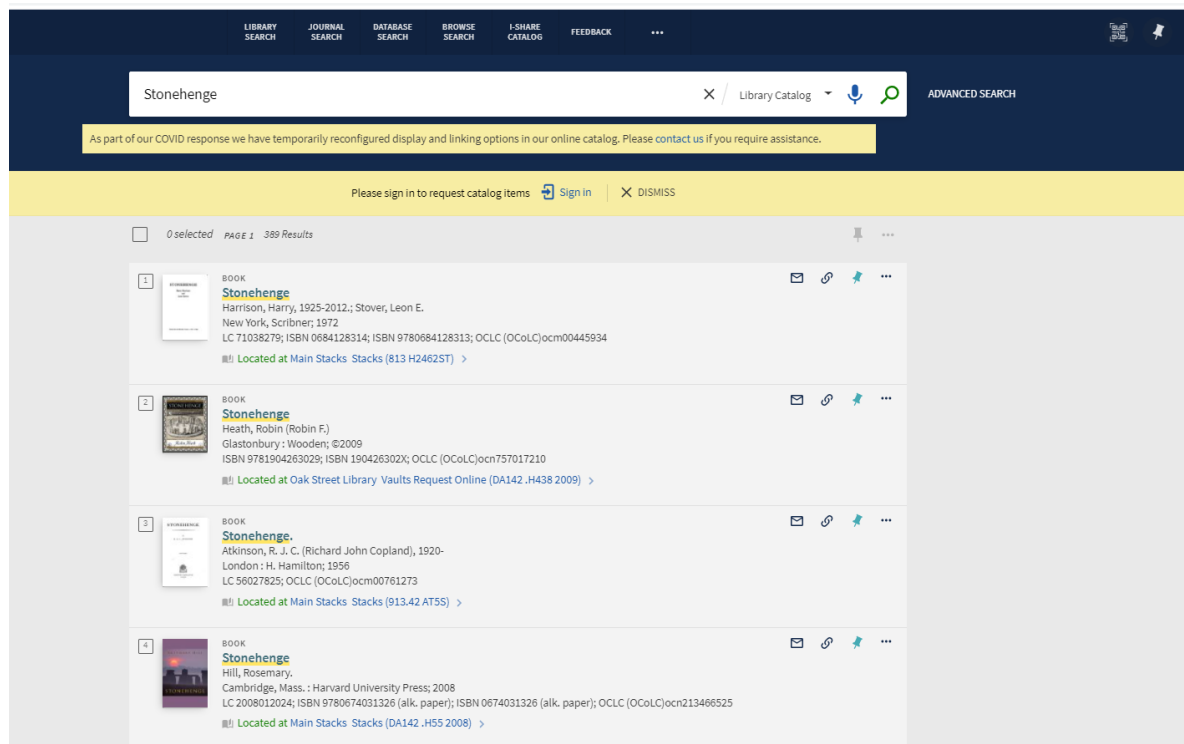 LIBRARY SEARCH
JOURNAL SEARCH
DATABASE SEARCH
BROWSE SEARCH
I-SHARE CATALOG
FEEDBACK
Stonehenge
Library Catalog
ADVANCED SEARCH
As part of our COVID response we have temporarily reconfigured display and linking options in our online catalog. Please contact us if you require assistance.
Please sign in to request catalog items Sign in DISMISS
0 selected PAGE 1 389 Results
1
BOOK
Stonehenge
Harrison, Harry, 1925-2012.; Stover, Leon E.
New York, Scribner; 1972
LC 71038279; ISBN 0684128314; ISBN 9780684128313; OCLC (OCoLC)ocm00445934
Located at Main Stacks Stacks (813 H2462ST) >
2
BOOK
Stonehenge
Heath, Robin (Robin F.)
Glastonbury : Wooden; ©2009
ISBN 9781904263029; ISBN 190426302X; OCLC (OCoLC)ocn757017210
Located at Oak Street Library Vaults Request Online (DA142 .H438 2009) >
3
BOOK
Stonehenge.
Atkinson, R. J. C. (Richard John Copland), 1920-
London : H. Hamilton; 1956
LC 56027825; OCLC (OCoLC)ocm00761273
Located at Main Stacks Stacks (913.42 AT5S) >
4
BOOK
Stonehenge
Hill, Rosemary.
Cambridge, Mass. : Harvard University Press; 2008
LC 2008012024; ISBN 9780674031326 (alk. paper); ISBN 0674031326 (alk. paper); OCLC (OCoLC)ocn213466525
Located at Main Stacks Stacks (DA142 .H55 2008) >